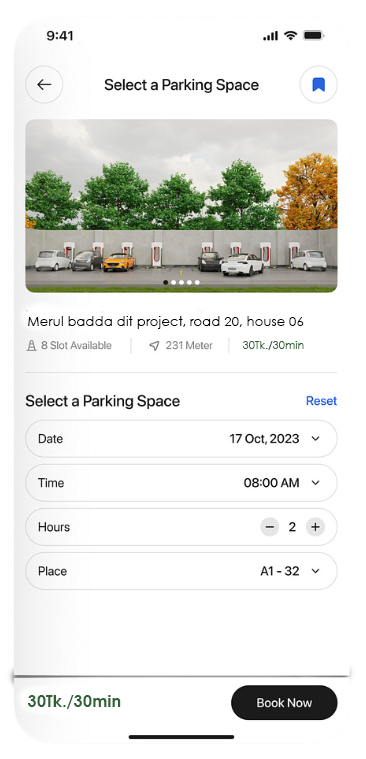 9:41
Select a Parking Space
Merul badda dit project, road 20, house 06
8 Slot Available 231 Meter 30Tk./30min
Select a Parking Space Reset
Date 17 Oct, 2023
Time 08:00 AM
Hours − 2 +
Place A1 - 32
30Tk./30min Book Now